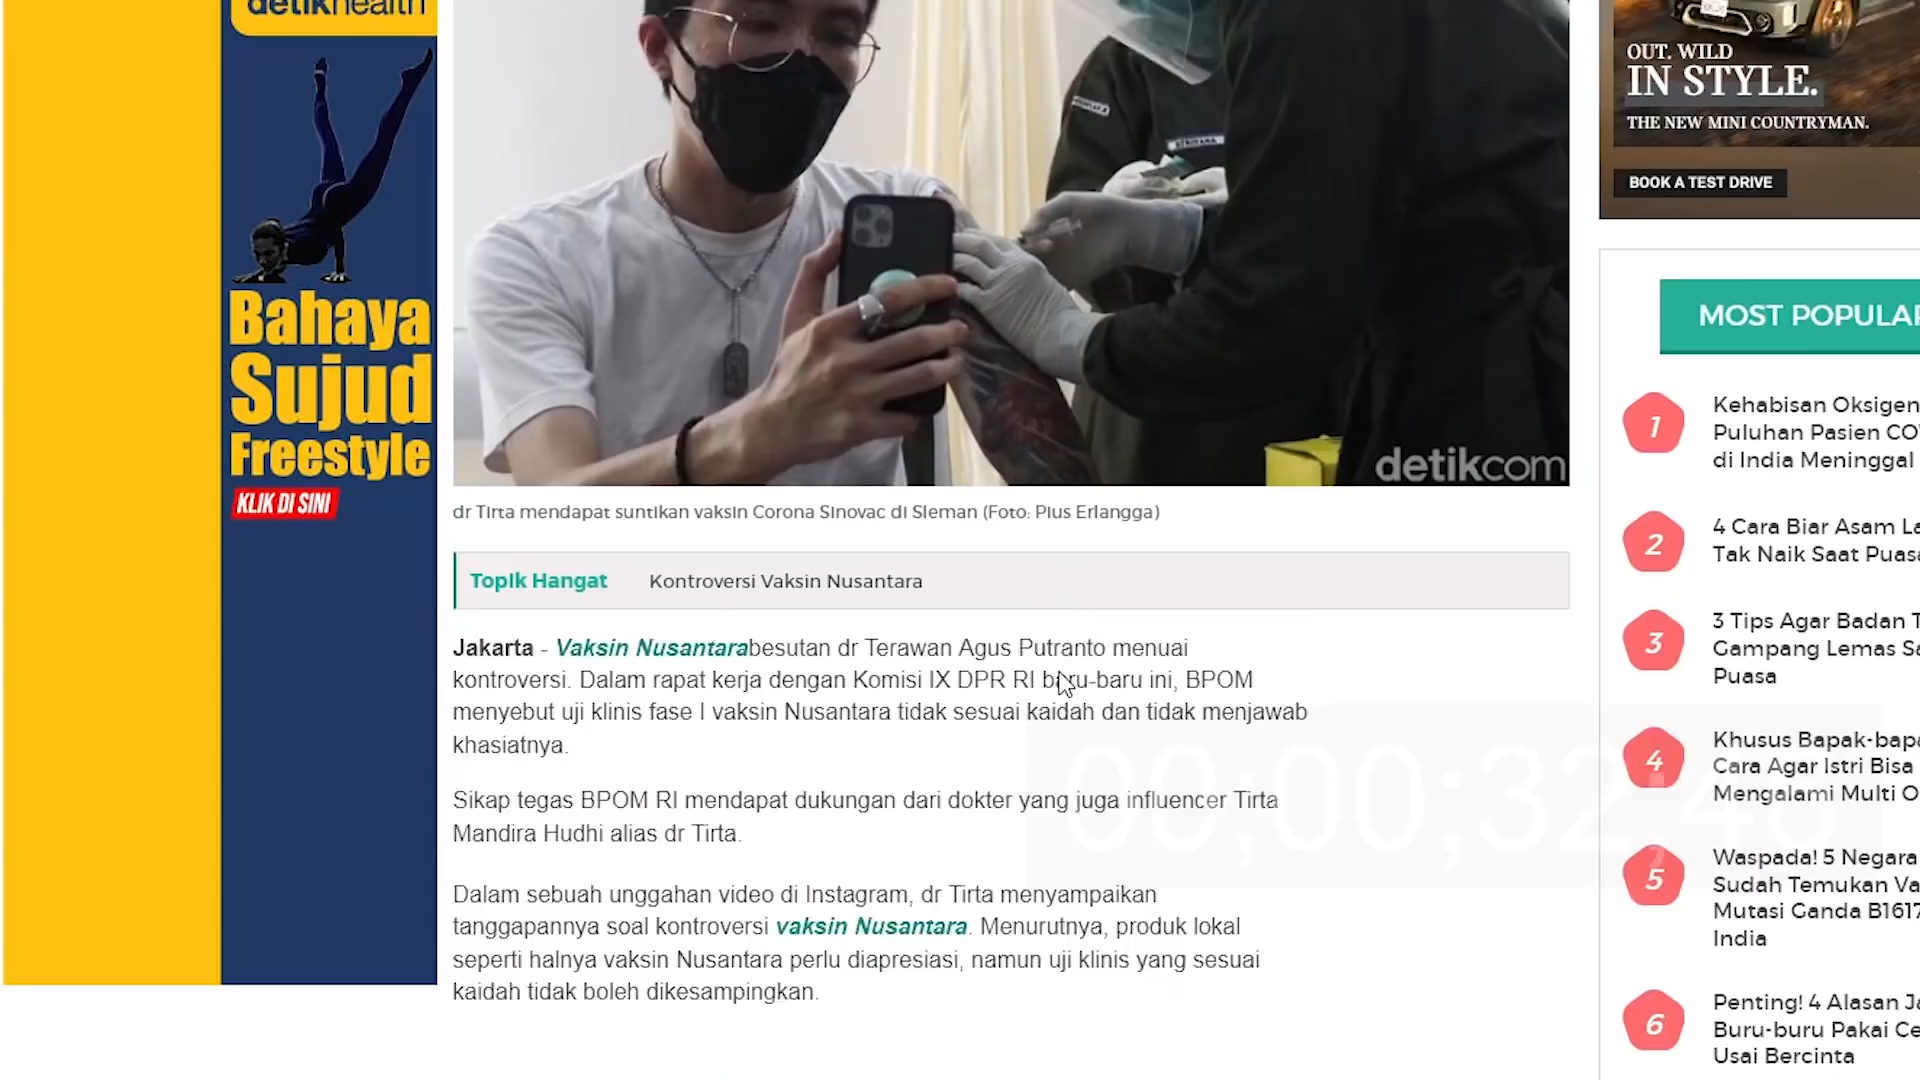 detikhealth
Bahaya
Sujud
Freestyle
KLIK DI SINI
detikcom
dr Tirta mendapat suntikan vaksin Corona Sinovac di Sleman (Foto: Pius Erlangga)
Topik Hangat Kontroversi Vaksin Nusantara
Jakarta - Vaksin Nusantarabesutan dr Terawan Agus Putranto menuai
kontroversi. Dalam rapat kerja dengan Komisi IX DPR RI baru-baru ini, BPOM
menyebut uji klinis fase I vaksin Nusantara tidak sesuai kaidah dan tidak menjawab
khasiatnya.
Sikap tegas BPOM RI mendapat dukungan dari dokter yang juga influencer Tirta
Mandira Hudhi alias dr Tirta.
Dalam sebuah unggahan video di Instagram, dr Tirta menyampaikan
tanggapannya soal kontroversi vaksin Nusantara. Menurutnya, produk lokal
seperti halnya vaksin Nusantara perlu diapresiasi, namun uji klinis yang sesuai
kaidah tidak boleh dikesampingkan.
00;00;32;48
OUT. WILD
IN STYLE.
THE NEW MINI COUNTRYMAN.
BOOK A TEST DRIVE
MOST POPULAR
1 Kehabisan Oksigen
Puluhan Pasien CO
di India Meninggal
2 4 Cara Biar Asam La
Tak Naik Saat Puasa
3 3 Tips Agar Badan T
Gampang Lemas Sa
Puasa
4 Khusus Bapak-bapa
Cara Agar Istri Bisa
Mengalami Multi O
5 Waspada! 5 Negara
Sudah Temukan Va
Mutasi Ganda B1617
India
6 Penting! 4 Alasan Ja
Buru-buru Pakai Ce
Usai Bercinta